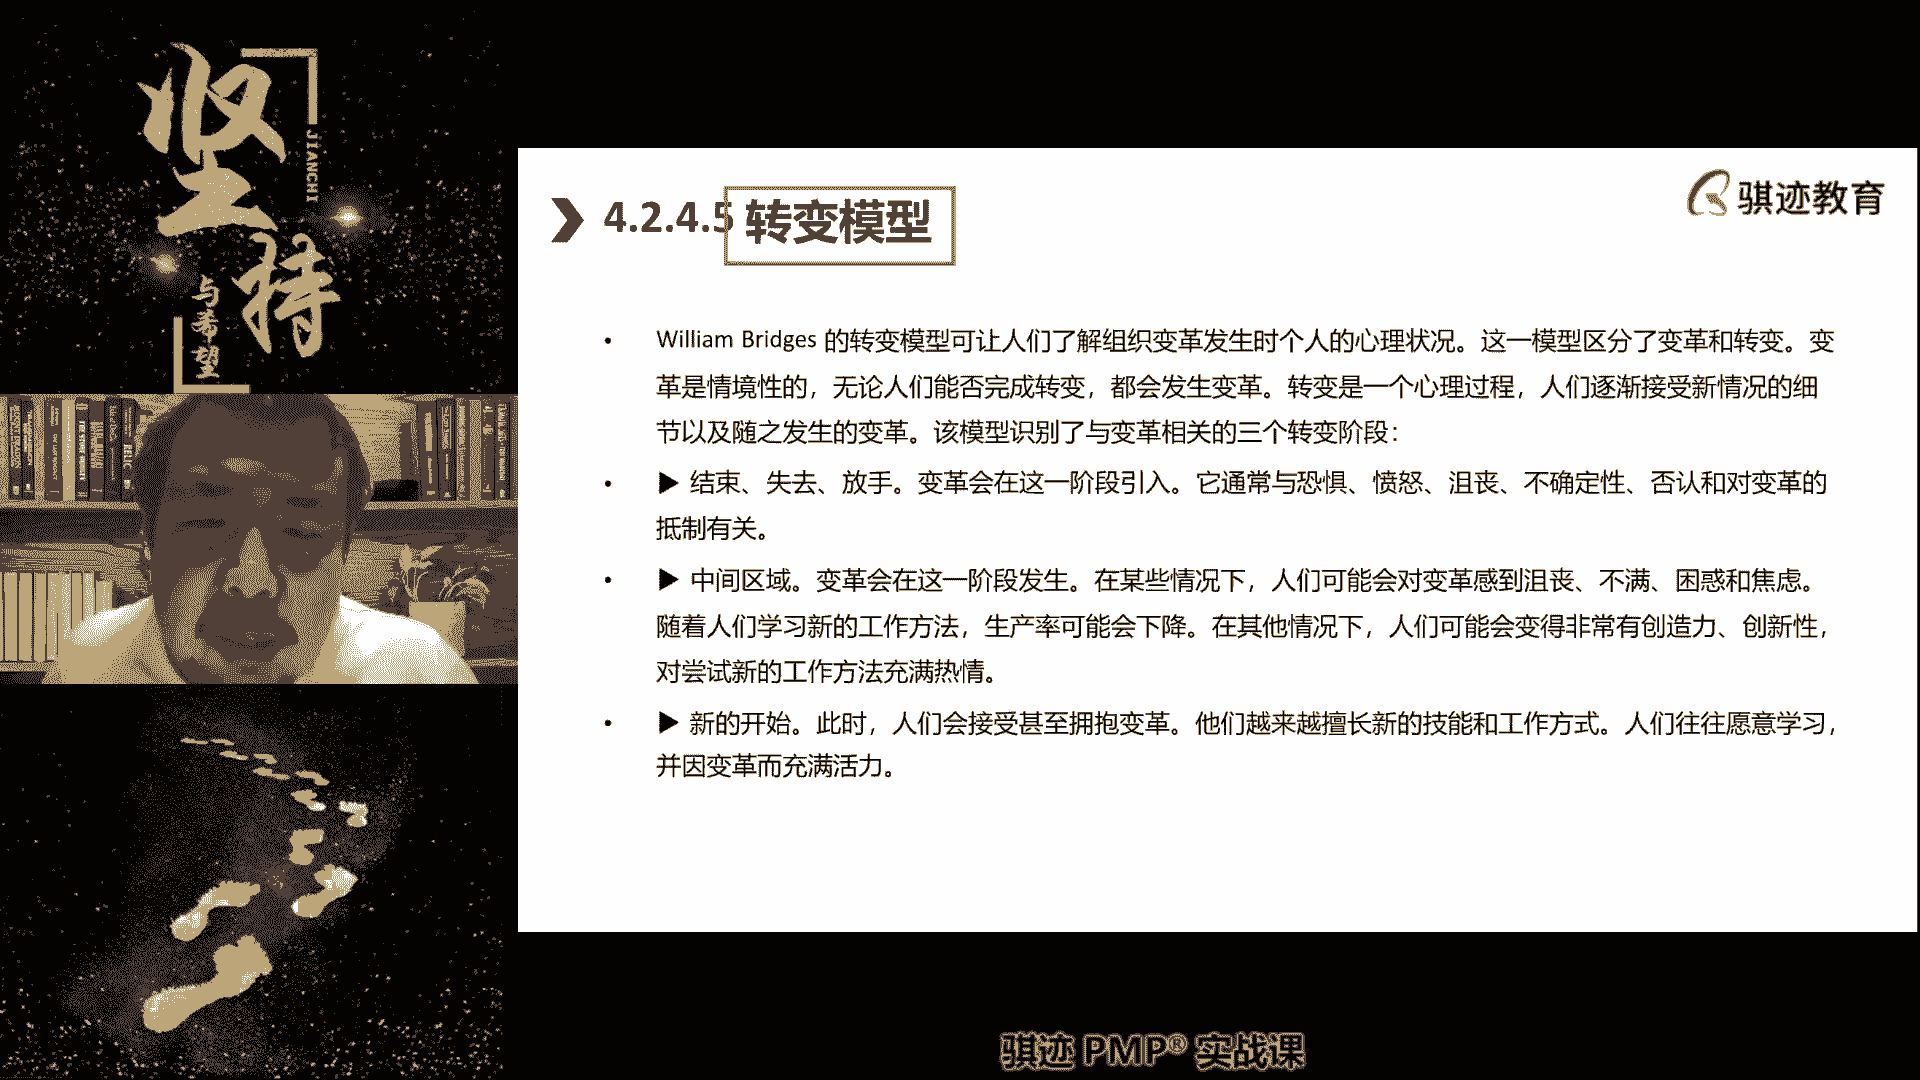 坚持
JIANCHI
与希望
骐迹教育
4.2.4.5 转变模型
• William Bridges 的转变模型可让人们了解组织变革发生时个人的心理状况。这一模型区分了变革和转变。变
革是情境性的，无论人们能否完成转变，都会发生变革。转变是一个心理过程，人们逐渐接受新情况的细
节以及随之发生的变革。该模型识别了与变革相关的三个转变阶段：
• ▶ 结束、失去、放手。变革会在这一阶段引入。它通常与恐惧、愤怒、沮丧、不确定性、否认和对变革的
抵制有关。
• ▶ 中间区域。变革会在这一阶段发生。在某些情况下，人们可能会对变革感到沮丧、不满、困惑和焦虑。
随着人们学习新的工作方法，生产率可能会下降。在其他情况下，人们可能会变得非常有创造力、创新性，
对尝试新的工作方法充满热情。
• ▶ 新的开始。此时，人们会接受甚至拥抱变革。他们越来越擅长新的技能和工作方式。人们往往愿意学习，
并因变革而充满活力。
骐迹 PMP® 实战课